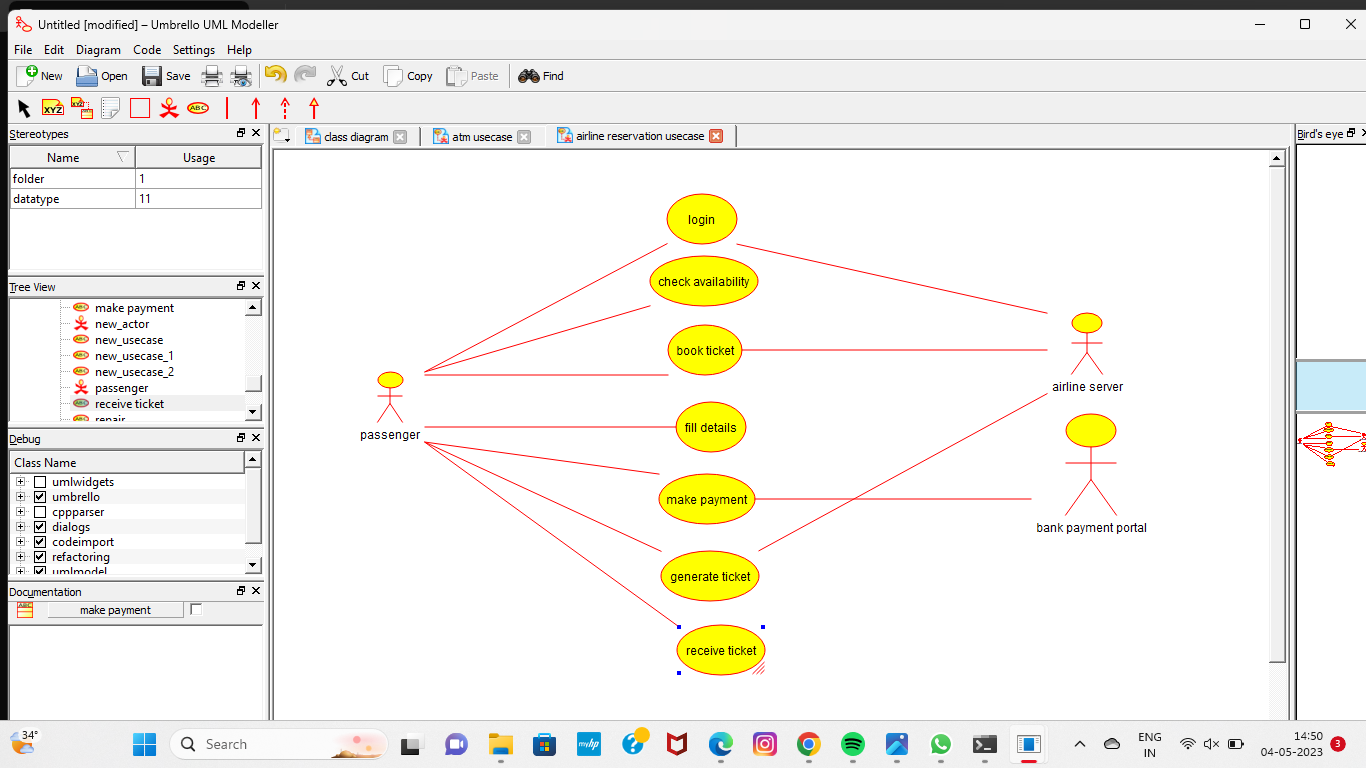 Untitled [modified] – Umbrello UML Modeller
File Edit Diagram Code Settings Help
New Open Save Cut Copy Paste Find
XYZ XYZ ABC
Stereotypes
Name Usage
folder 1
datatype 11
Tree View
make payment
new_actor
new_usecase
new_usecase_1
new_usecase_2
passenger
receive ticket
repair
Debug
Class Name
umlwidgets
umbrello
cppparser
dialogs
codeimport
refactoring
umlmodel
Documentation
make payment
class diagram atm usecase airline reservation usecase
login
check availability
book ticket
airline server
passenger
fill details
make payment
bank payment portal
generate ticket
receive ticket
Bird's eye
34°
Search
myhp
ENG
IN
14:50
04-05-2023
3